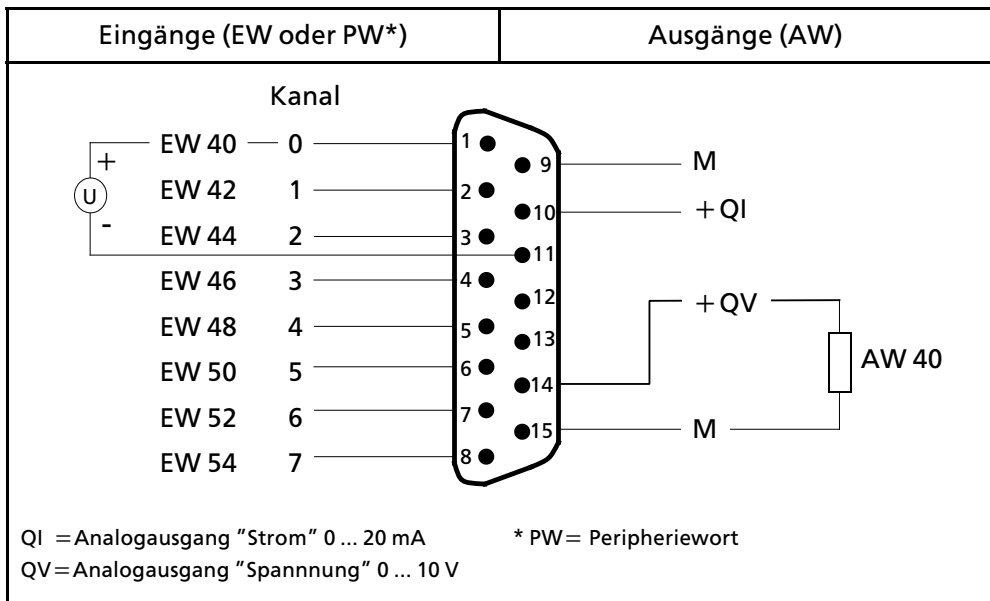 Eingänge (EW oder PW*) Ausgänge (AW)
Kanal
EW 40 0 1 9 M
+
U
-
EW 42 1 2 10 +QI
EW 44 2 3 11
EW 46 3 4 12 +QV
EW 48 4 5 13
AW 40
EW 50 5 6 14
EW 52 6 7 15 M
EW 54 7 8
QI =Analogausgang "Strom" 0 ... 20 mA * PW= Peripheriewort
QV=Analogausgang "Spannnung" 0 ... 10 V